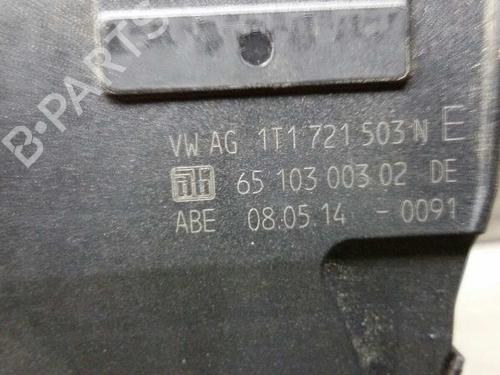 B-PARTS
VW AG 1T1 721 503 N E
65 103 003 02 DE
ABE 08.05.14 - 0091